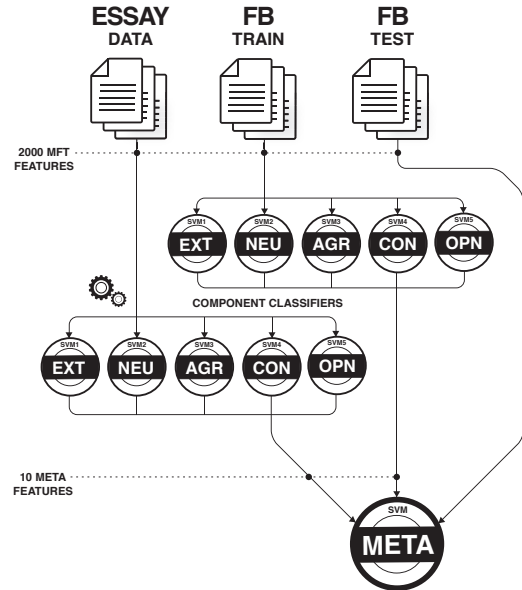 ESSAY
DATA
FB
TRAIN
FB
TEST
2000 MFT
FEATURES
SVM1
EXT
SVM2
NEU
SVM3
AGR
SVM4
CON
SVM5
OPN
COMPONENT CLASSIFIERS
SVM1
EXT
SVM2
NEU
SVM3
AGR
SVM4
CON
SVM5
OPN
10 META
FEATURES
SVM
META